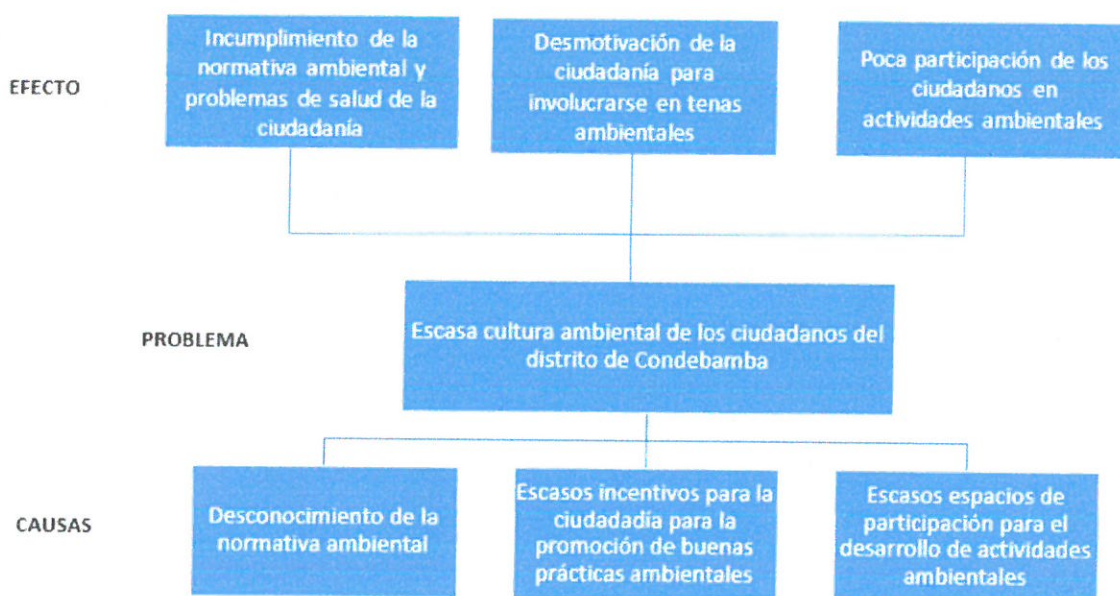 EFECTO
Incumplimiento de la
normativa ambiental y
problemas de salud de la
ciudadanía
Desmotivación de la
ciudadanía para
involucrarse en tenas
ambientales
Poca participación de los
ciudadanos en
actividades ambientales
PROBLEMA
Escasa cultura ambiental de los ciudadanos del
distrito de Condebamba
CAUSAS
Desconocimiento de la
normativa ambiental
Escasos incentivos para la
ciudadadía para la
promoción de buenas
prácticas ambientales
Escasos espacios de
participación para el
desarrollo de actividades
ambientales